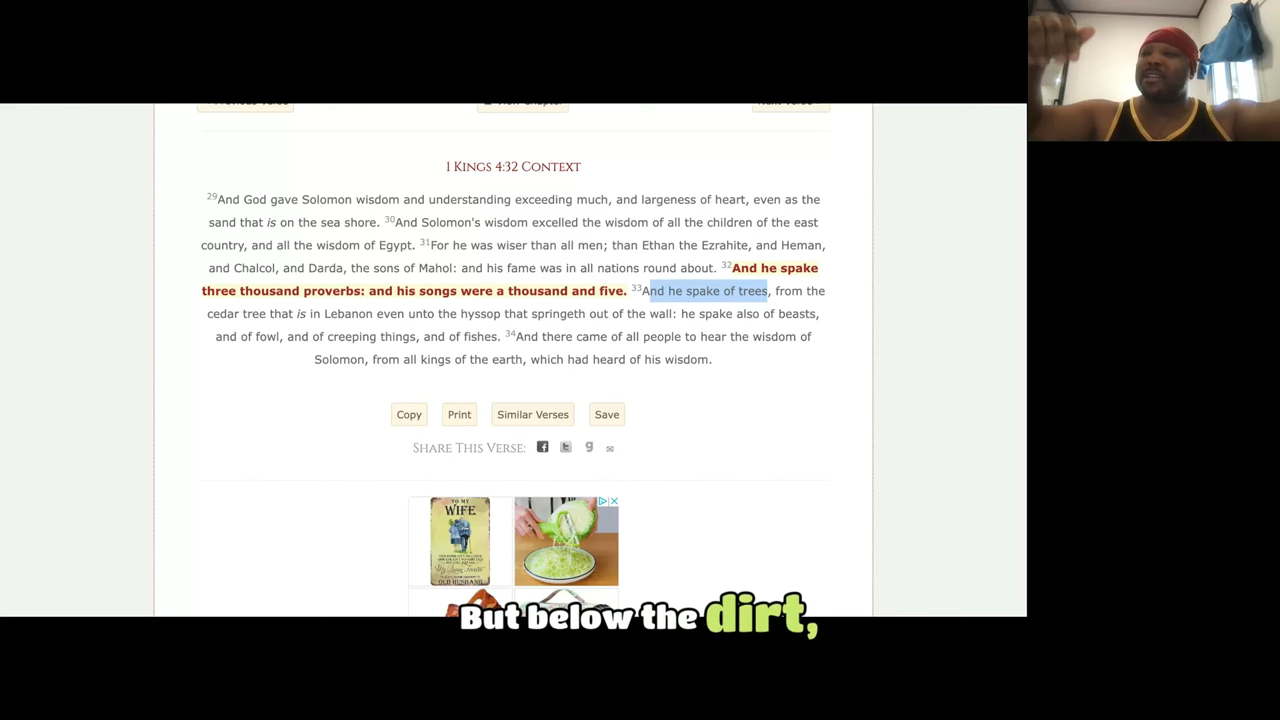 1 Kings 4:32 Context
29And God gave Solomon wisdom and understanding exceeding much, and largeness of heart, even as the
sand that is on the sea shore. 30And Solomon's wisdom excelled the wisdom of all the children of the east
country, and all the wisdom of Egypt. 31For he was wiser than all men; than Ethan the Ezrahite, and Heman,
and Chalcol, and Darda, the sons of Mahol: and his fame was in all nations round about. 32And he spake
three thousand proverbs: and his songs were a thousand and five. 33And he spake of trees, from the
cedar tree that is in Lebanon even unto the hyssop that springeth out of the wall: he spake also of beasts,
and of fowl, and of creeping things, and of fishes. 34And there came of all people to hear the wisdom of
Solomon, from all kings of the earth, which had heard of his wisdom.
Copy Print Similar Verses Save
Share This Verse:
TO MY
WIFE
OLD HUSBAND
But below the dirt,